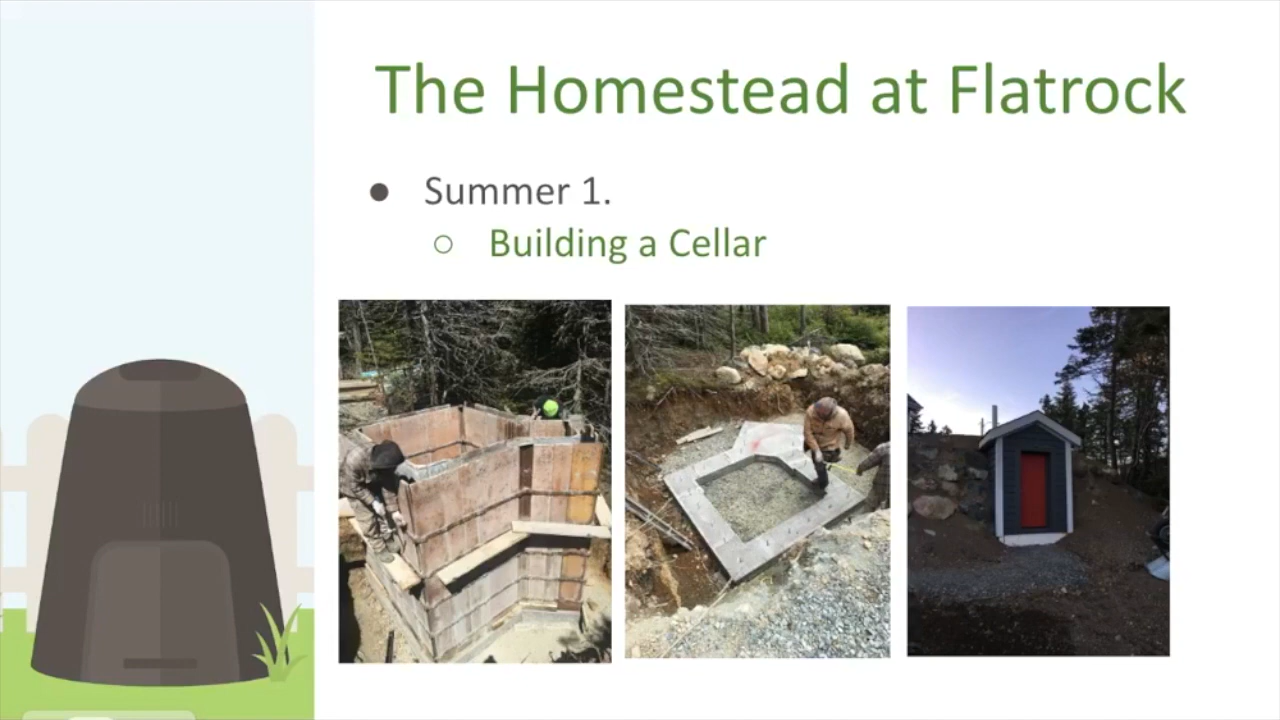 The Homestead at Flatrock
● Summer 1.
○ Building a Cellar